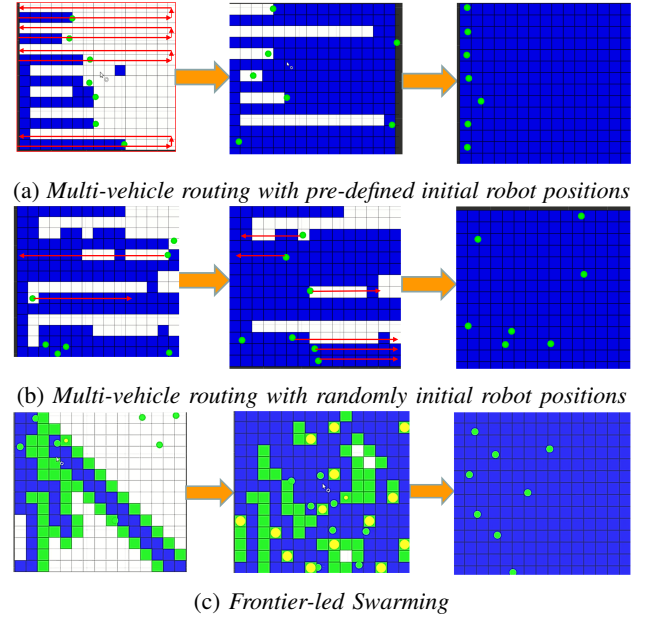 (a) Multi-vehicle routing with pre-defined initial robot positions
(b) Multi-vehicle routing with randomly initial robot positions
(c) Frontier-led Swarming